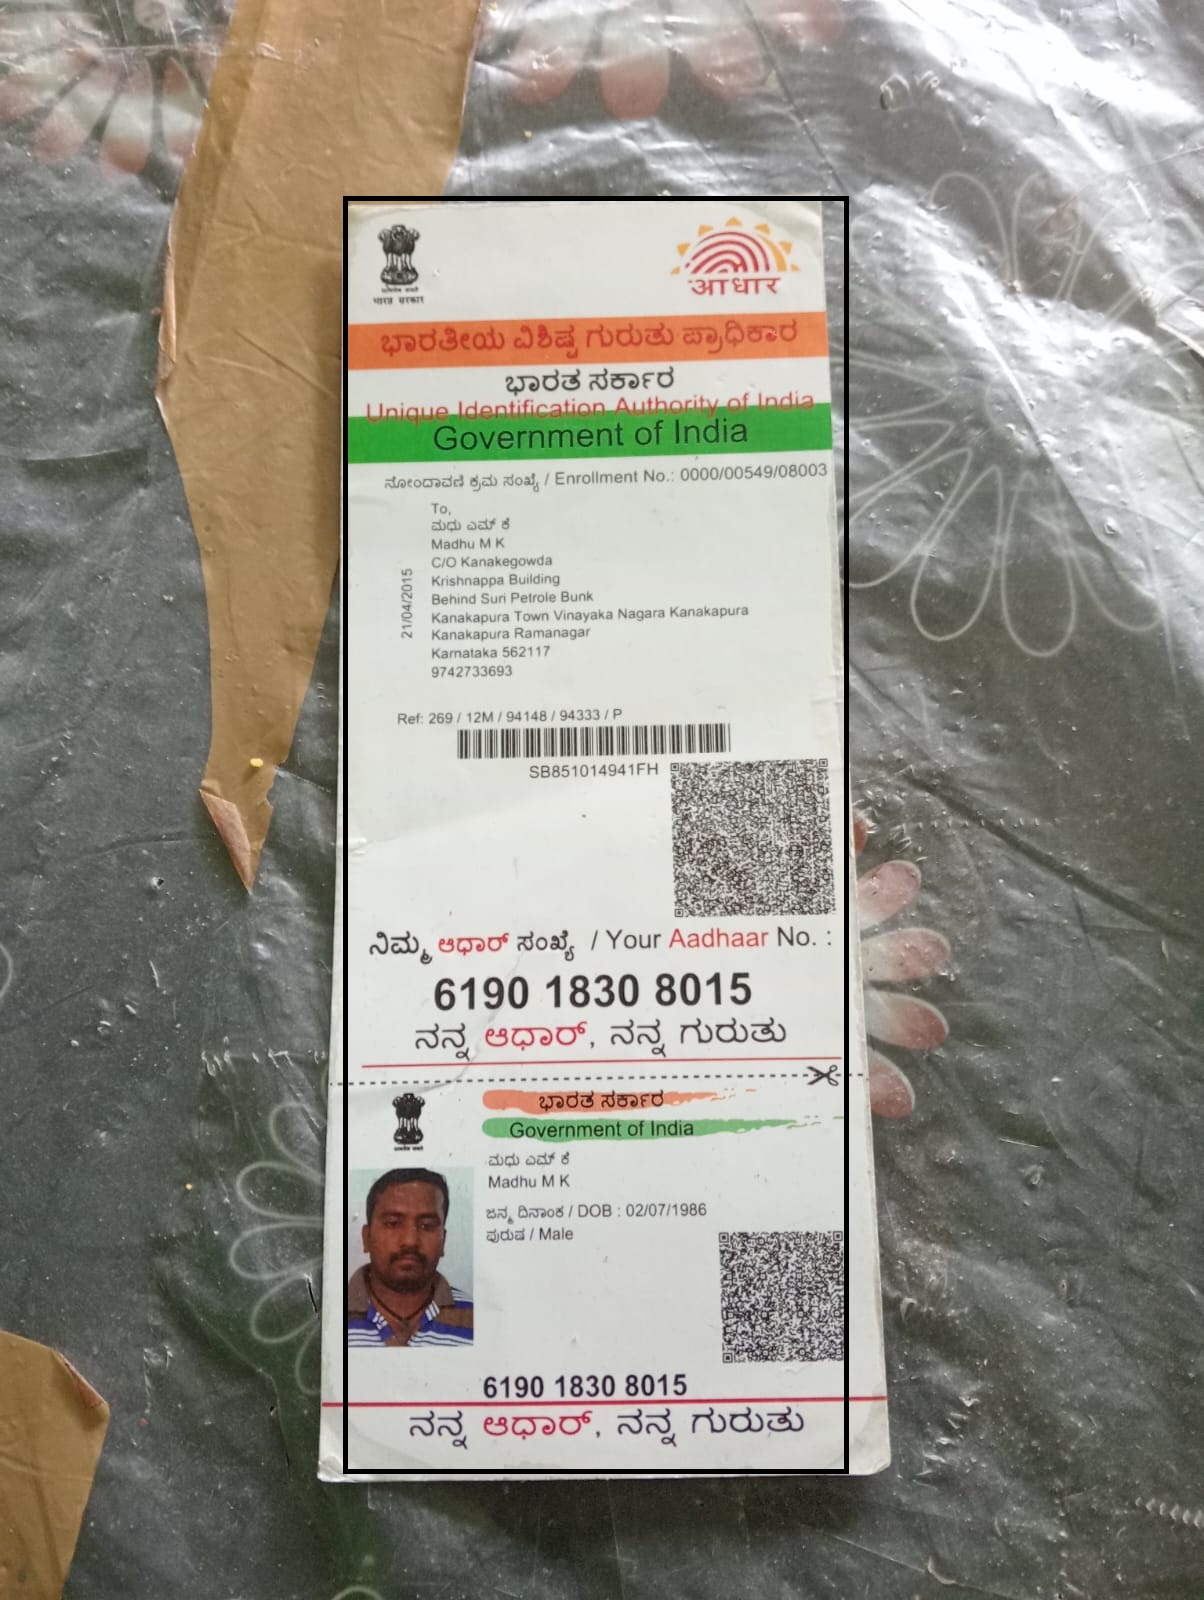 भारत सरकार
आधार
ಭಾರತೀಯ ವಿಶಿಷ್ಟ ಗುರುತು ಪ್ರಾಧಿಕಾರ
ಭಾರತ ಸರ್ಕಾರ
Unique Identification Authority of India
Government of India
ನೋಂದಾವಣಿ ಕ್ರಮ ಸಂಖ್ಯೆ / Enrollment No.: 0000/00549/08003
To,
ಮಧು ಎಮ್ ಕೆ
Madhu M K
C/O Kanakegowda
Krishnappa Building
Behind Suri Petrole Bunk
Kanakapura Town Vinayaka Nagara Kanakapura
Kanakapura Ramanagar
Karnataka 562117
9742733693
21/04/2015
Ref: 269 / 12M / 94148 / 94333 / P
SB851014941FH
ನಿಮ್ಮ ಆಧಾರ್ ಸಂಖ್ಯೆ / Your Aadhaar No. :
6190 1830 8015
ನನ್ನ ಆಧಾರ್, ನನ್ನ ಗುರುತು
ಭಾರತ ಸರ್ಕಾರ
Government of India
ಮಧು ಎಮ್ ಕೆ
Madhu M K
ಜನ್ಮ ದಿನಾಂಕ / DOB : 02/07/1986
ಪುರುಷ / Male
6190 1830 8015
ನನ್ನ ಆಧಾರ್, ನನ್ನ ಗುರುತು